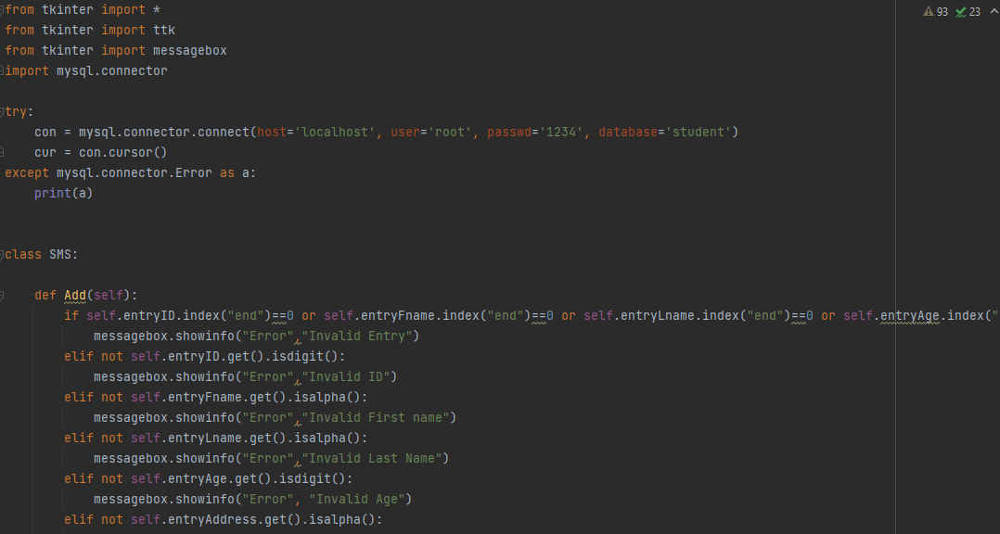 from tkinter import *
93 23
from tkinter import ttk
from tkinter import messagebox
import mysql.connector
try:
con = mysql.connector.connect(host='localhost', user='root', passwd='1234', database='student')
cur = con.cursor()
except mysql.connector.Error as a:
print(a)
class SMS:
def Add(self):
if self.entryID.index("end")==0 or self.entryFname.index("end")==0 or self.entryLname.index("end")==0 or self.entryAge.index("
messagebox.showinfo("Error","Invalid Entry")
elif not self.entryID.get().isdigit():
messagebox.showinfo("Error","Invalid ID")
elif not self.entryFname.get().isalpha():
messagebox.showinfo("Error","Invalid First name")
elif not self.entryLname.get().isalpha():
messagebox.showinfo("Error","Invalid Last Name")
elif not self.entryAge.get().isdigit():
messagebox.showinfo("Error", "Invalid Age")
elif not self.entryAddress.get().isalpha():